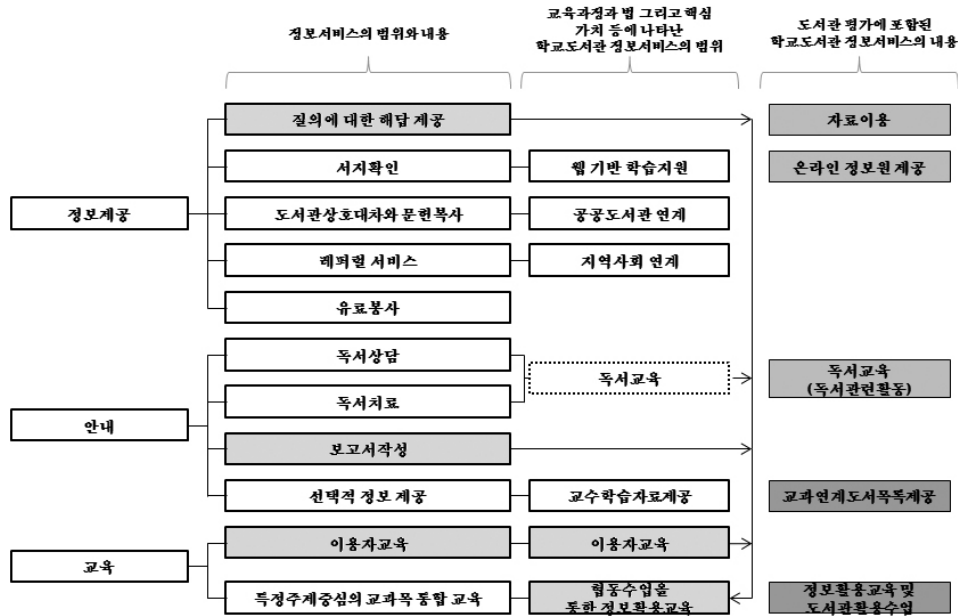 정보서비스의 범위와 내용
교육과정과 법 그리고 핵심
가치 등에 나타난
학교도서관 정보서비스의 범위
도서관 평가에 포함된
학교도서관 정보서비스의 내용
정보제공
질의에 대한 해답 제공
자료이용
서지확인
웹 기반 학습지원
온라인 정보원 제공
도서관상호대차와 문헌복사
공공도서관 연계
레퍼럴 서비스
지역사회 연계
유료봉사
안내
독서상담
독서치료
독서교육
독서교육
(독서관련활동)
보고서작성
선택적 정보 제공
교수학습자료제공
교과연계도서목록제공
교육
이용자교육
이용자교육
특정주제중심의 교과목 통합 교육
협동수업을
통한 정보활용교육
정보활용교육 및
도서관활용수업